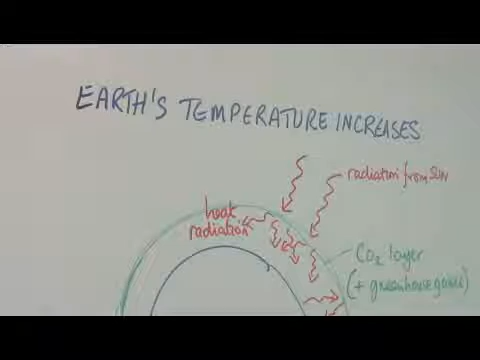 EARTH'S TEMPERATURE INCREASES
radiation from SUN
heat
radiation
CO2 layer
(+ greenhouse gases)